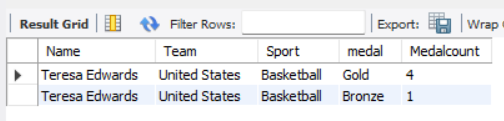 Result Grid Filter Rows: Export: Wrap
Name Team Sport medal Medalcount
Teresa Edwards United States Basketball Gold 4
Teresa Edwards United States Basketball Bronze 1